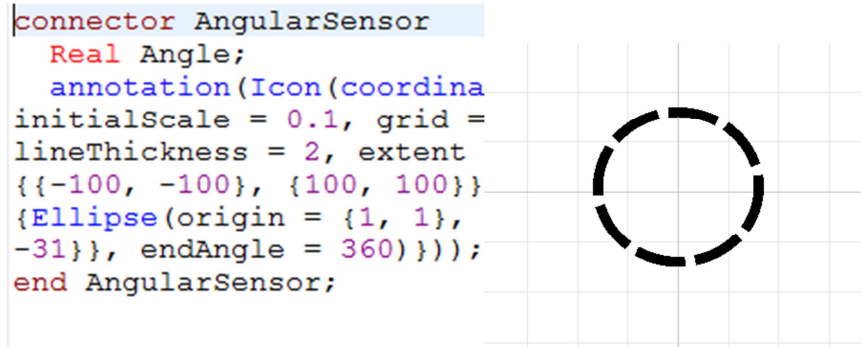 connector AngularSensor
Real Angle;
annotation(Icon(coordina
initialScale = 0.1, grid =
lineThickness = 2, extent
{{-100, -100}, {100, 100}}
{Ellipse(origin = {1, 1},
-31}}, endAngle = 360)}));
end AngularSensor;